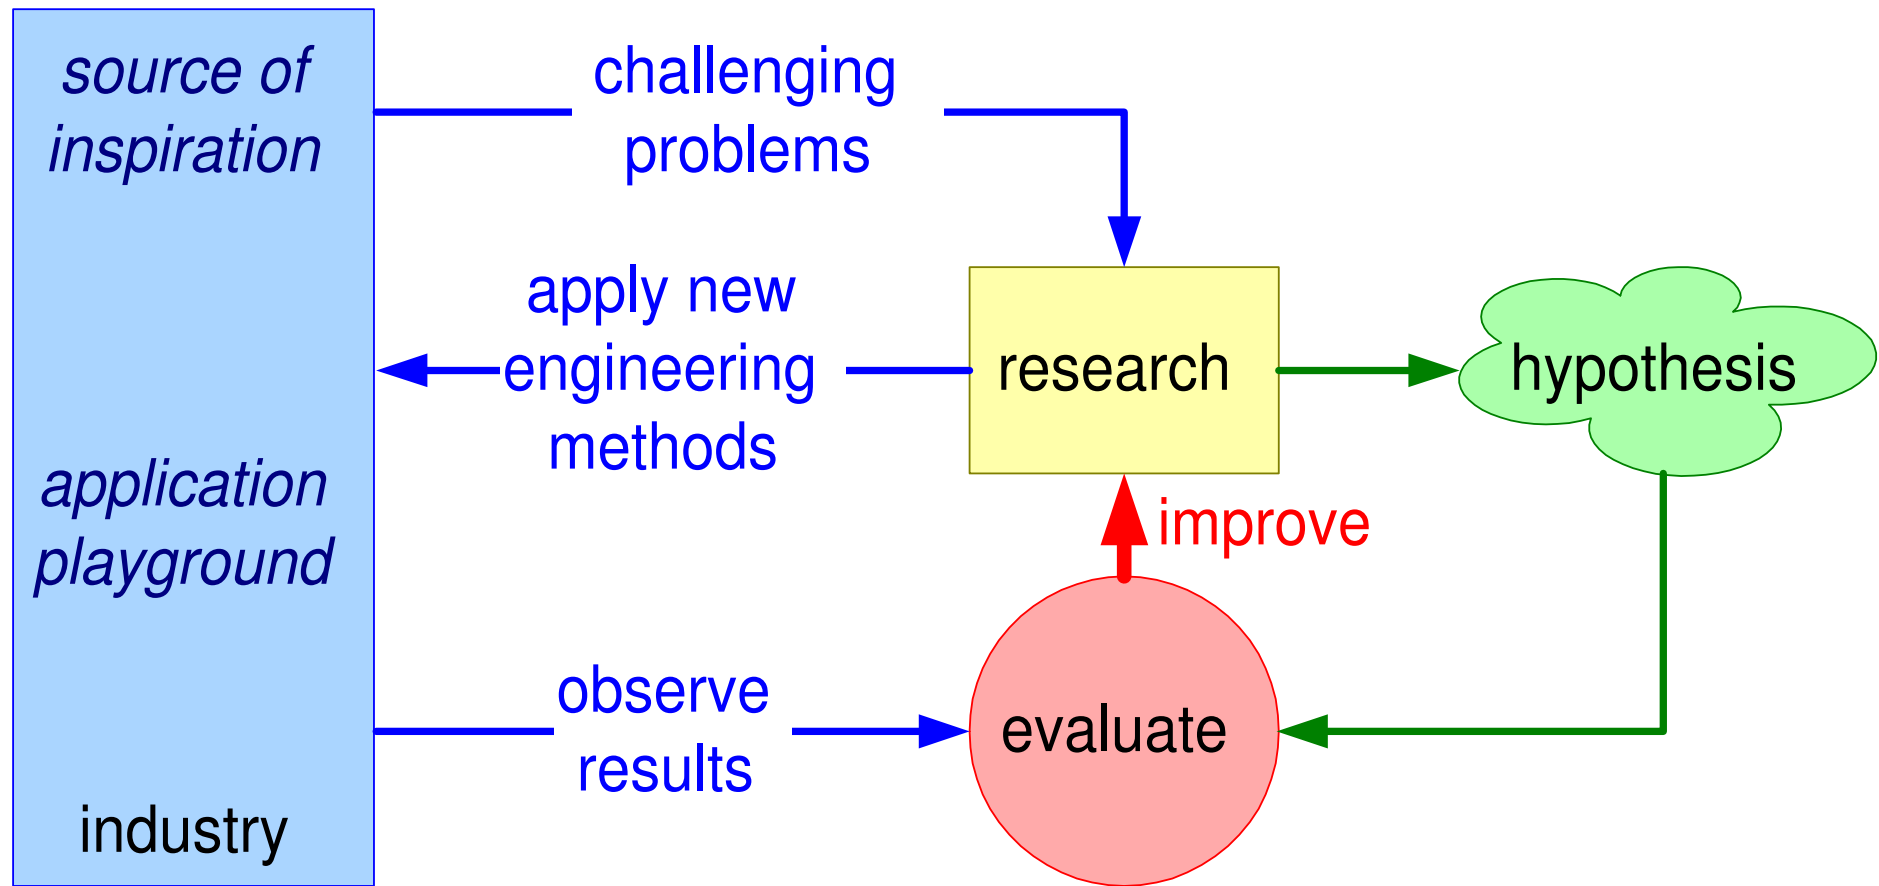 source of
inspiration
application
playground
industry
challenging
problems
apply new
engineering
methods
observe
results
research
improve
evaluate
hypothesis